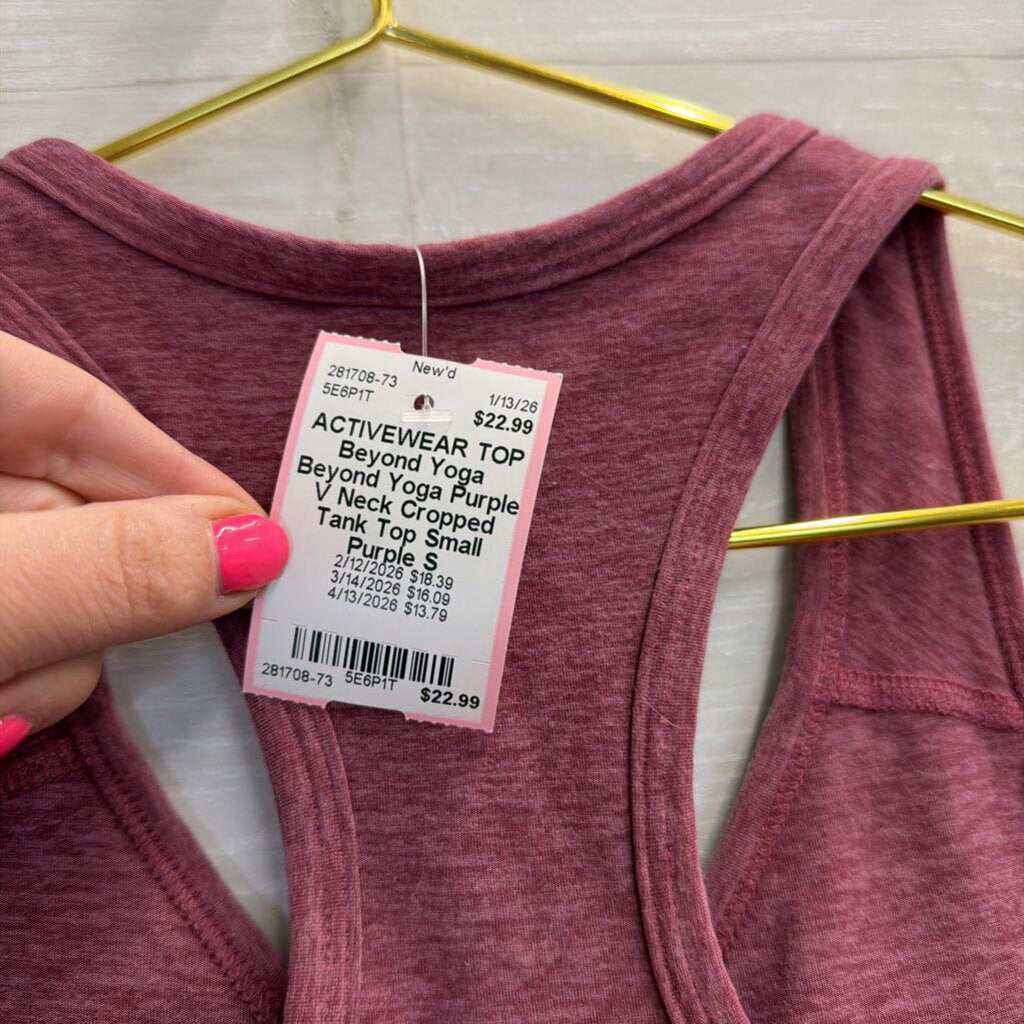 New'd
281708-73
5E6P1T
1/13/26
$22.99
ACTIVEWEAR TOP
Beyond Yoga
Beyond Yoga Purple
V Neck Cropped
Tank Top Small
Purple S
2/12/2026 $18.39
3/14/2026 $16.09
4/13/2026 $13.79
281708-73 5E6P1T $22.99